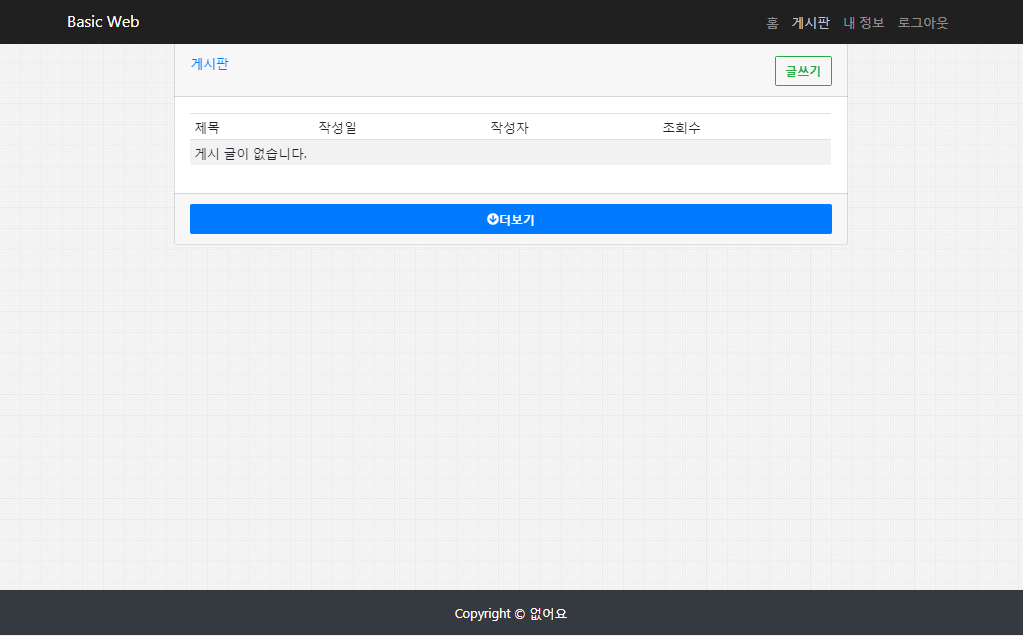 Basic Web 홈 게시판 내 정보 로그아웃
게시판 글쓰기
제목 작성일 작성자 조회수
게시 글이 없습니다.
더보기
Copyright © 없어요